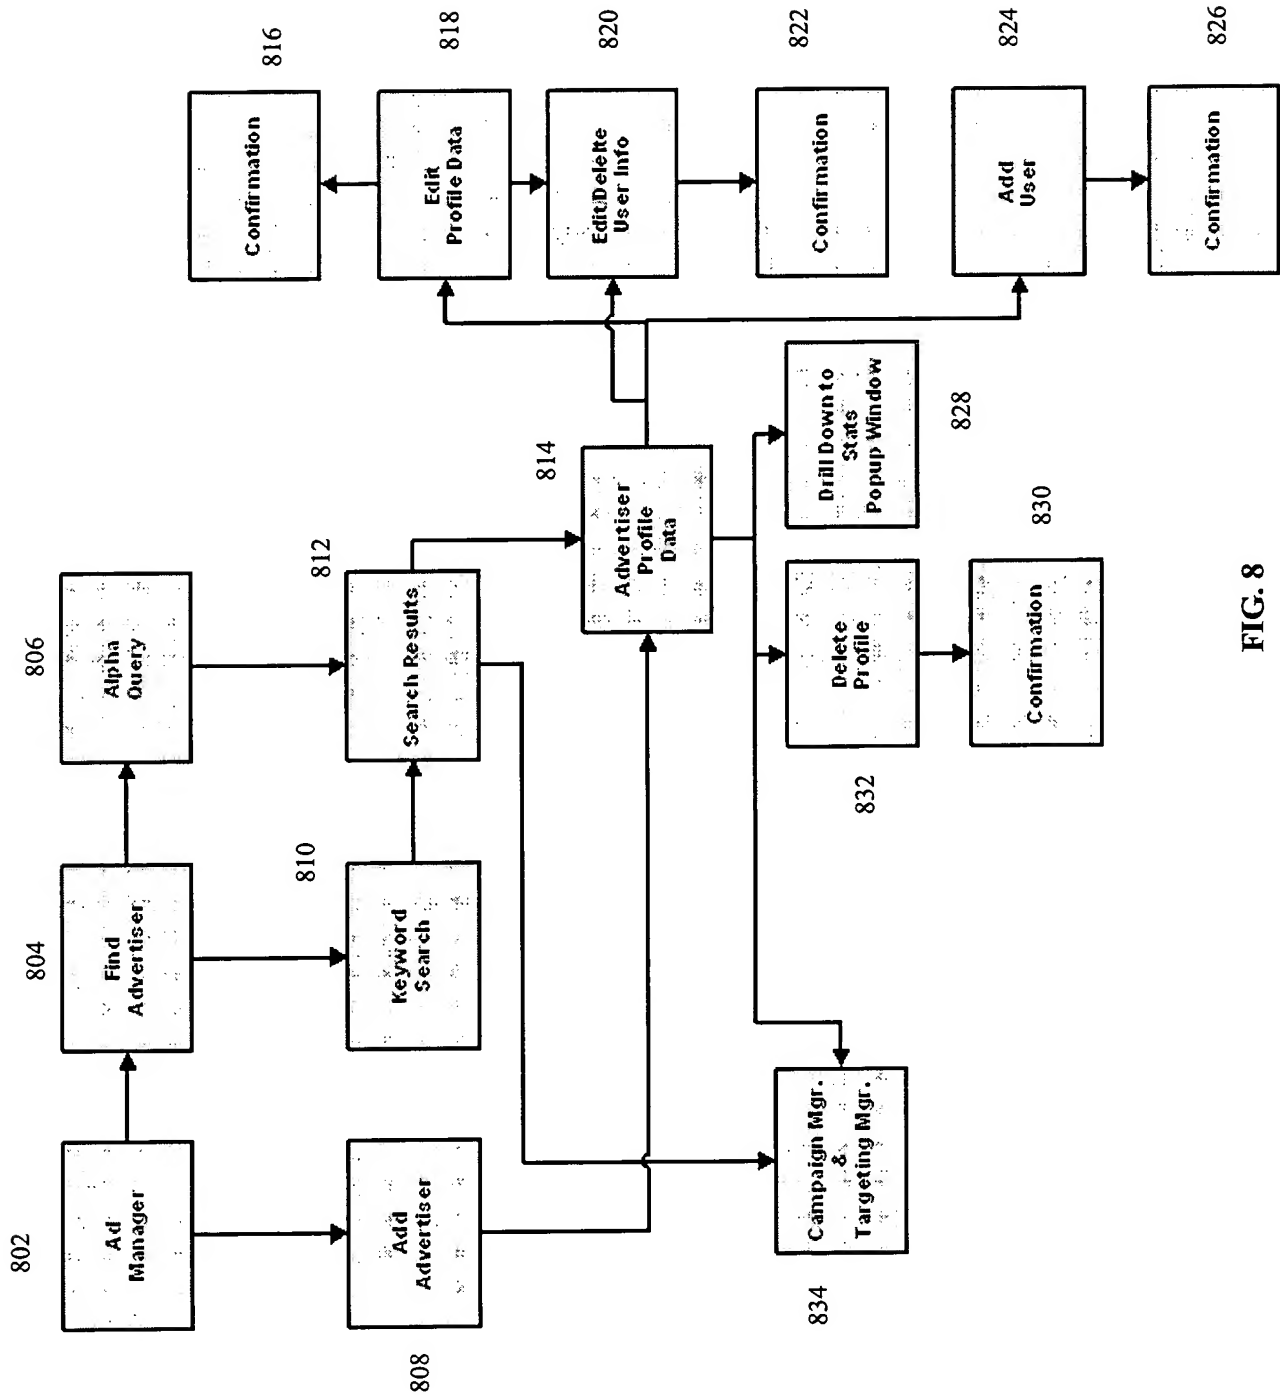 802
Ad
Manager
804
Find
Advertiser
806
Alpha
Query
808
Add
Advertiser
810
Keyword
Search
812
Search Results
814
Advertiser
Profile
Data
816
Confirmation
818
Edit
Profile Data
820
Edit/Delelte
User Info
822
Confirmation
824
Add
User
826
Confirmation
Drill Down to
Stats
Popup Window
828
832
Delete
Profile
830
Confirmation
834
Campaign Mgr.
&
Targeting Mgr.
FIG. 8